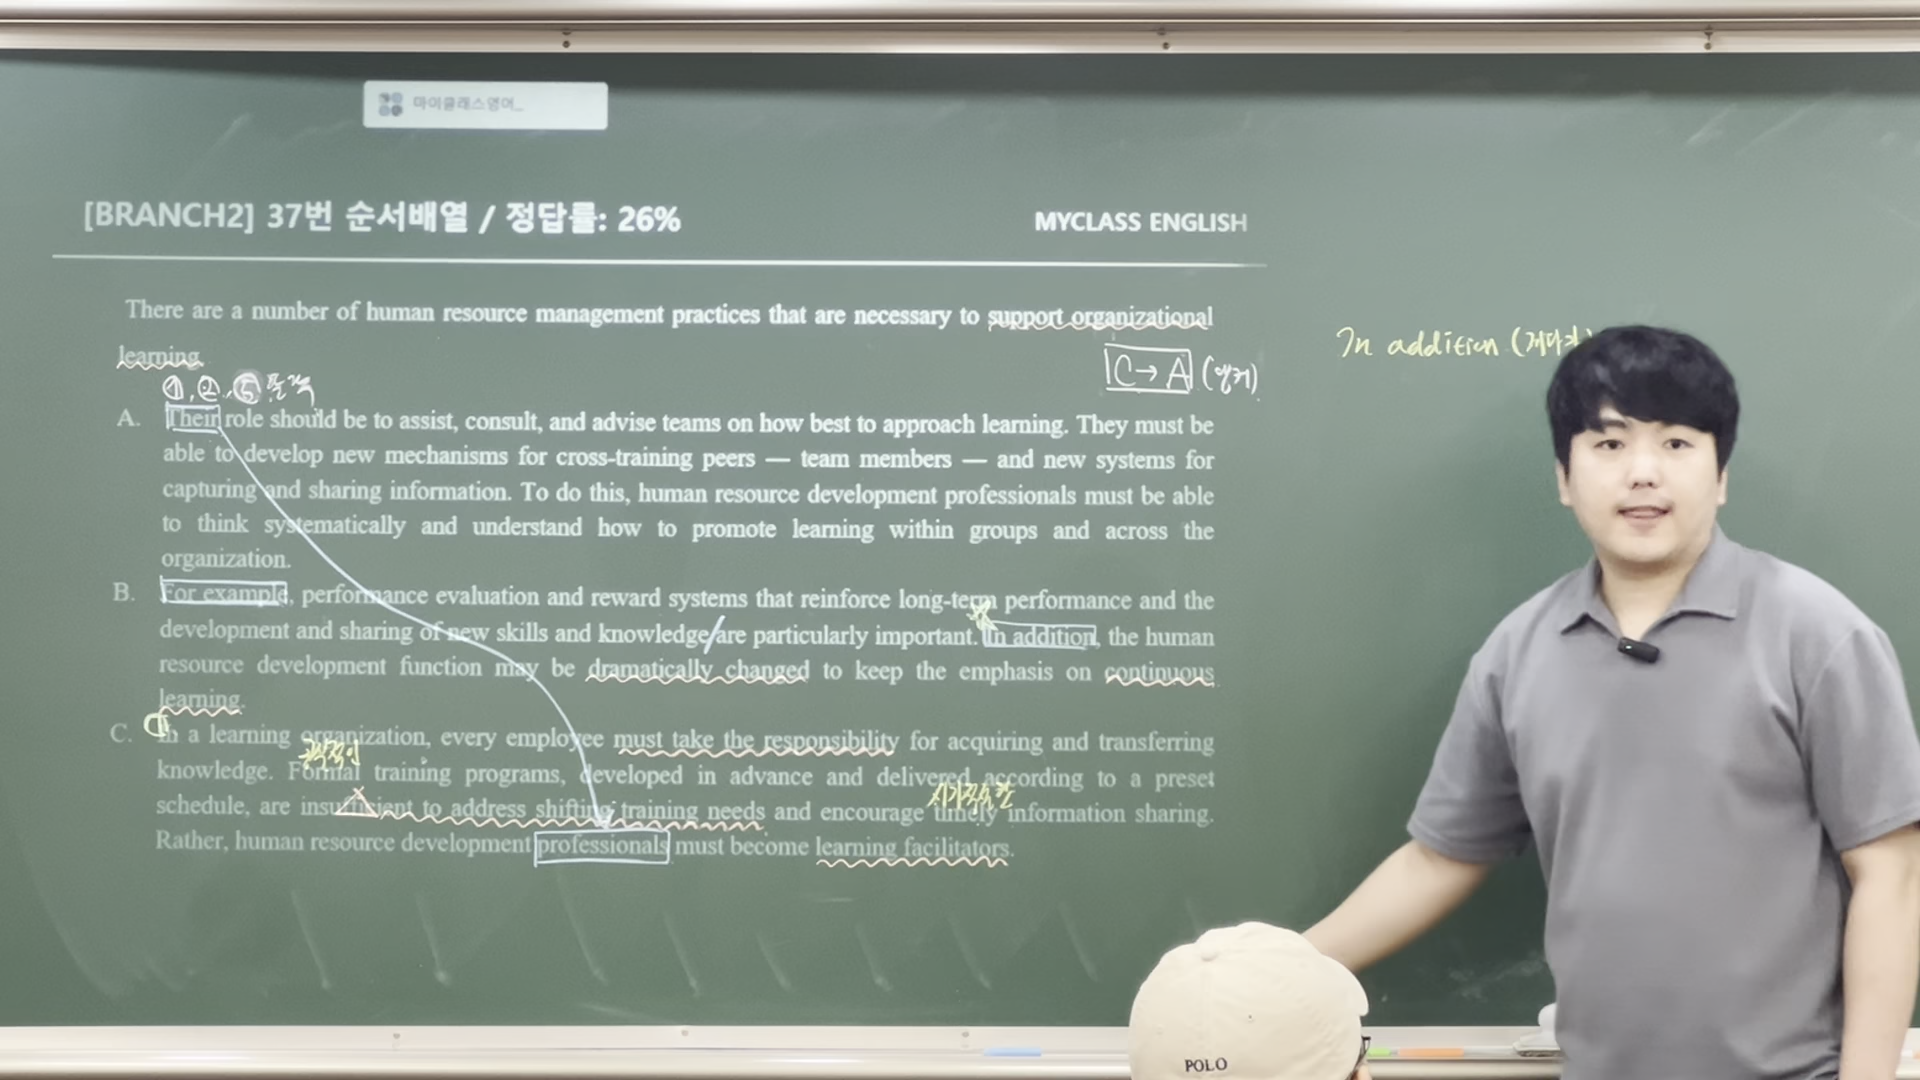 마이클래스영어_
[BRANCH2] 37번 순서배열 / 정답률: 26%
MYCLASS ENGLISH
There are a number of human resource management practices that are necessary to support organizational
learning.
C→A
In addition
①, ②, ⑤
A. Their role should be to assist, consult, and advise teams on how best to approach learning. They must be
able to develop new mechanisms for cross-training peers — team members — and new systems for
capturing and sharing information. To do this, human resource development professionals must be able
to think systematically and understand how to promote learning within groups and across the
organization.
B. For example, performance evaluation and reward systems that reinforce long-term performance and the
development and sharing of new skills and knowledge/are particularly important. In addition, the human
resource development function may be dramatically changed to keep the emphasis on continuous
learning.
C. In a learning organization, every employee must take the responsibility for acquiring and transferring
knowledge. Formal training programs, developed in advance and delivered according to a preset
schedule, are insufficient to address shifting training needs and encourage timely information sharing.
Rather, human resource development professionals must become learning facilitators.
POLO